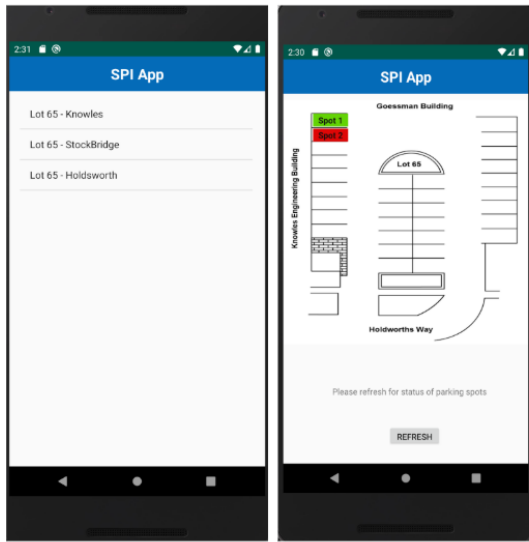 2:31
SPI App
Lot 65 - Knowles
Lot 65 - StockBridge
Lot 65 - Holdsworth
2:30
SPI App
Goessman Building
Spot 1
Spot 2
Lot 65
Knowles Engineering Building
Holdworths Way
Please refresh for status of parking spots
REFRESH